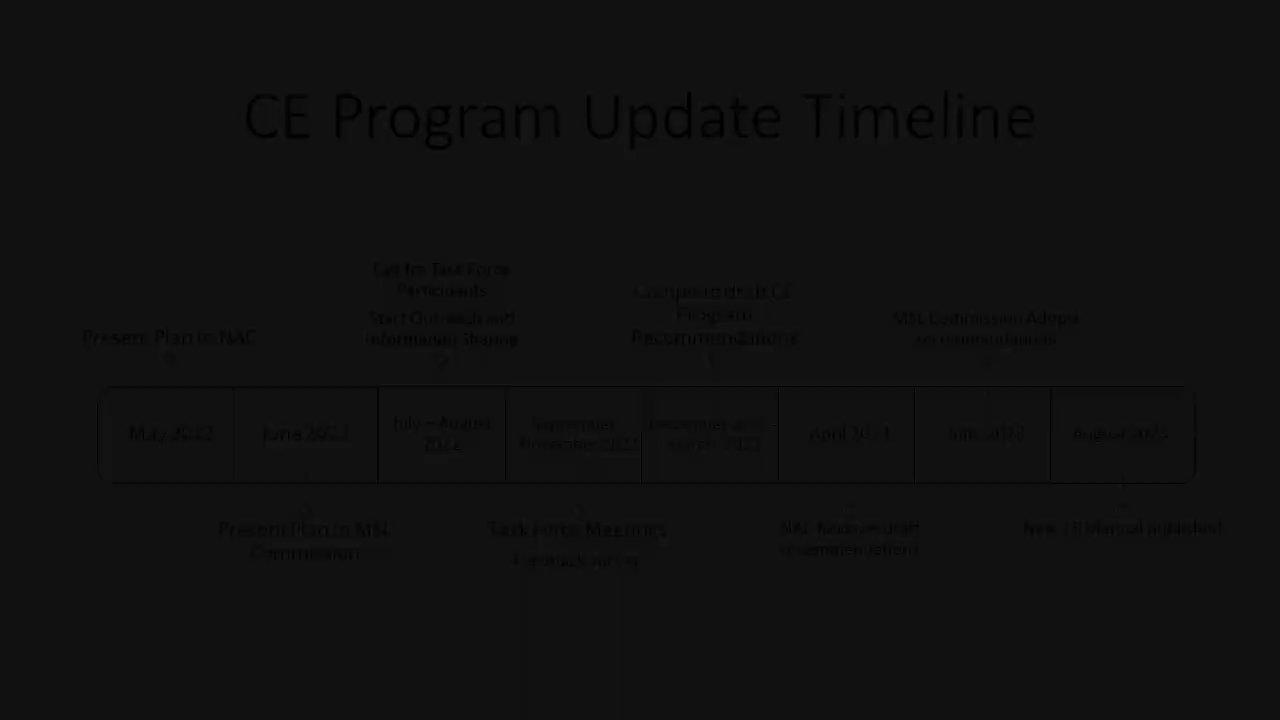 CE Program Update Timeline
Call for Task Force
Participants
Start Outreach and
Information Sharing
Complete draft CE
Program
Recommendations
Present Plan to NAC
MSL Commission Adopts
recommendations
May 2022
June 2022
July – August
2022
September
November 2022
December 2022 -
March 2023
April 2023
June 2023
August 2023
Present Plan to MSL
Commission
Task Force Meetings
Feedback survey
NAC Reviews draft
recommendations
New CE Manual published